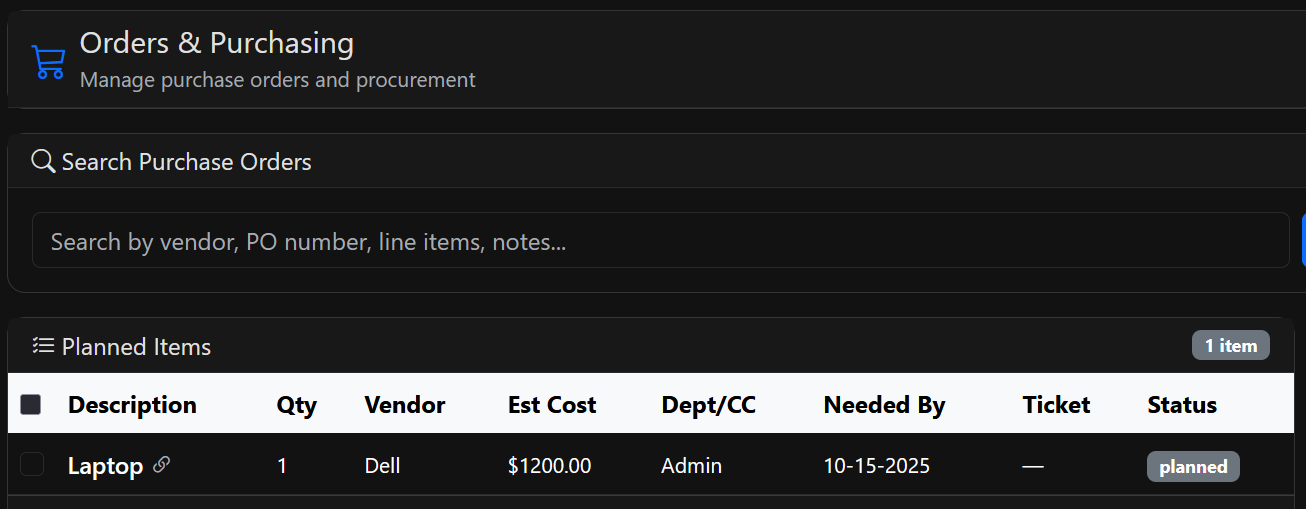 Orders & Purchasing
Manage purchase orders and procurement
Search Purchase Orders
Search by vendor, PO number, line items, notes...
Planned Items 1 item
Description Qty Vendor Est Cost Dept/CC Needed By Ticket Status
Laptop 1 Dell $1200.00 Admin 10-15-2025 — planned